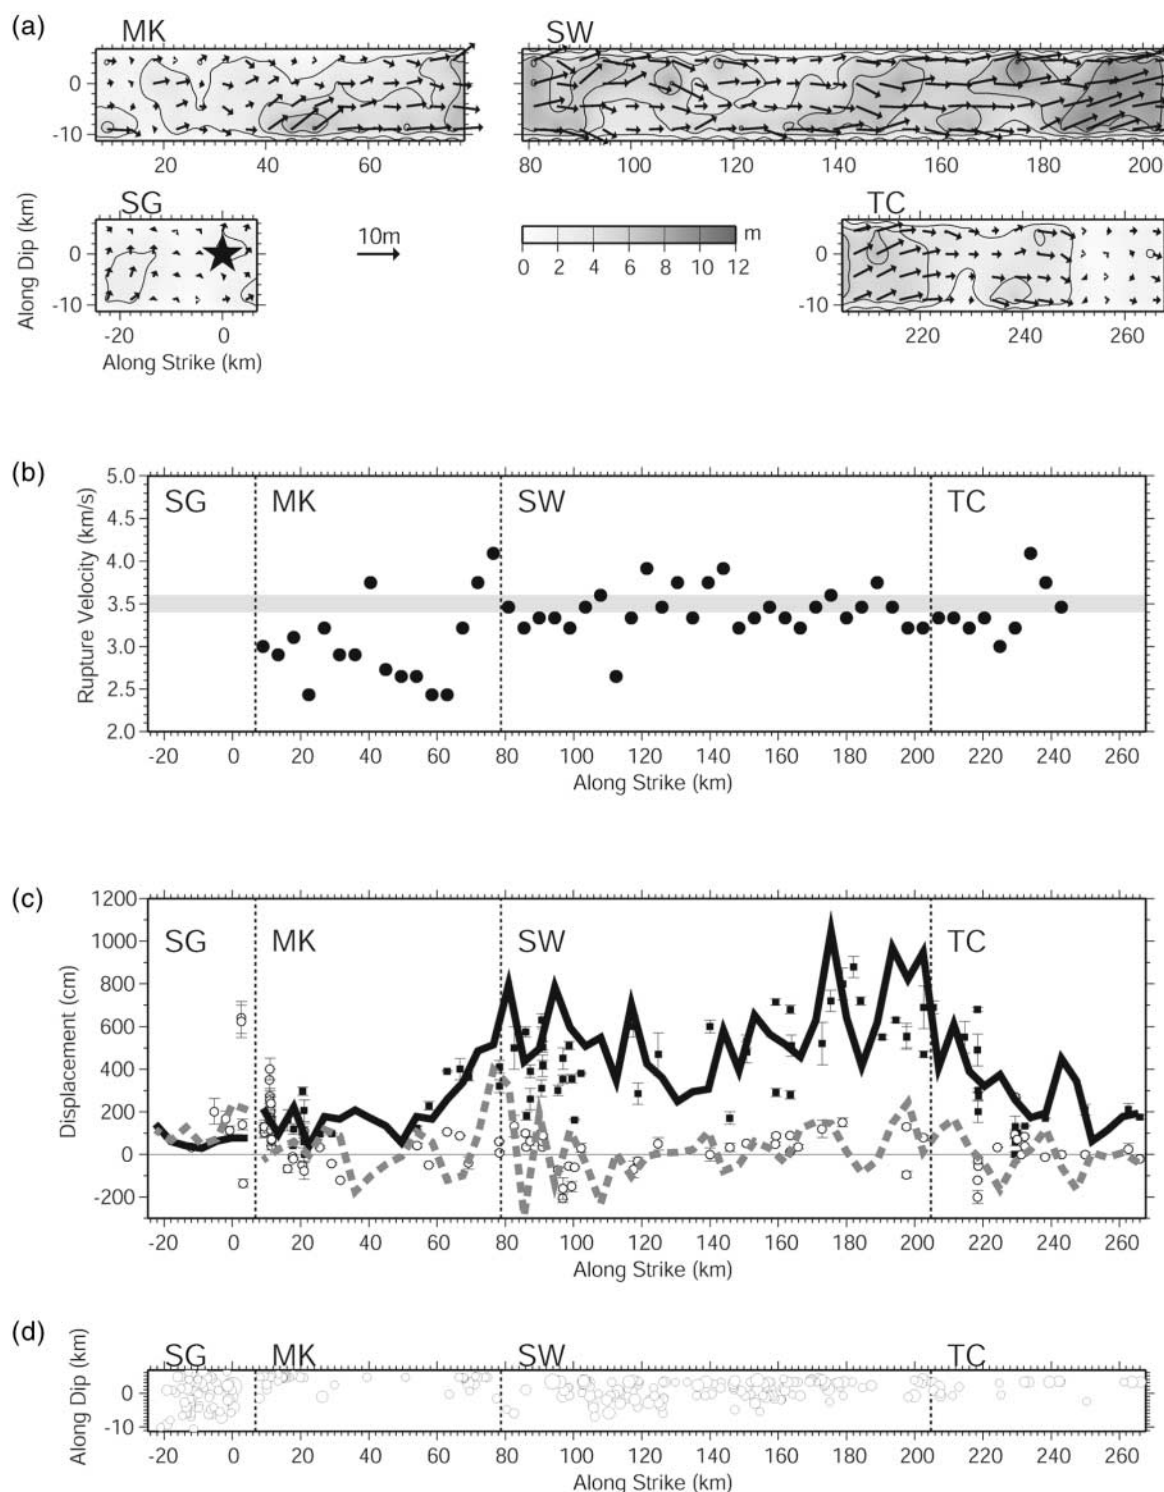 (a)
MK
SW
0
-10
20 40 60
80 100 120 140 160 180 200
SG
TC
Along Dip (km)
10m
m
0 2 4 6 8 10 12
0
-10
-20 0
220 240 260
Along Strike (km)
(b)
5.0
4.5
4.0
3.5
3.0
2.5
2.0
Rupture Velocity (km/s)
SG MK SW TC
-20 0 20 40 60 80 100 120 140 160 180 200 220 240 260
Along Strike (km)
(c)
1200
1000
800
600
400
200
0
-200
Displacement (cm)
SG MK SW TC
-20 0 20 40 60 80 100 120 140 160 180 200 220 240 260
Along Strike (km)
(d)
SG MK SW TC
Along Dip (km)
0
-10
-20 0 20 40 60 80 100 120 140 160 180 200 220 240 260
Along Strike (km)